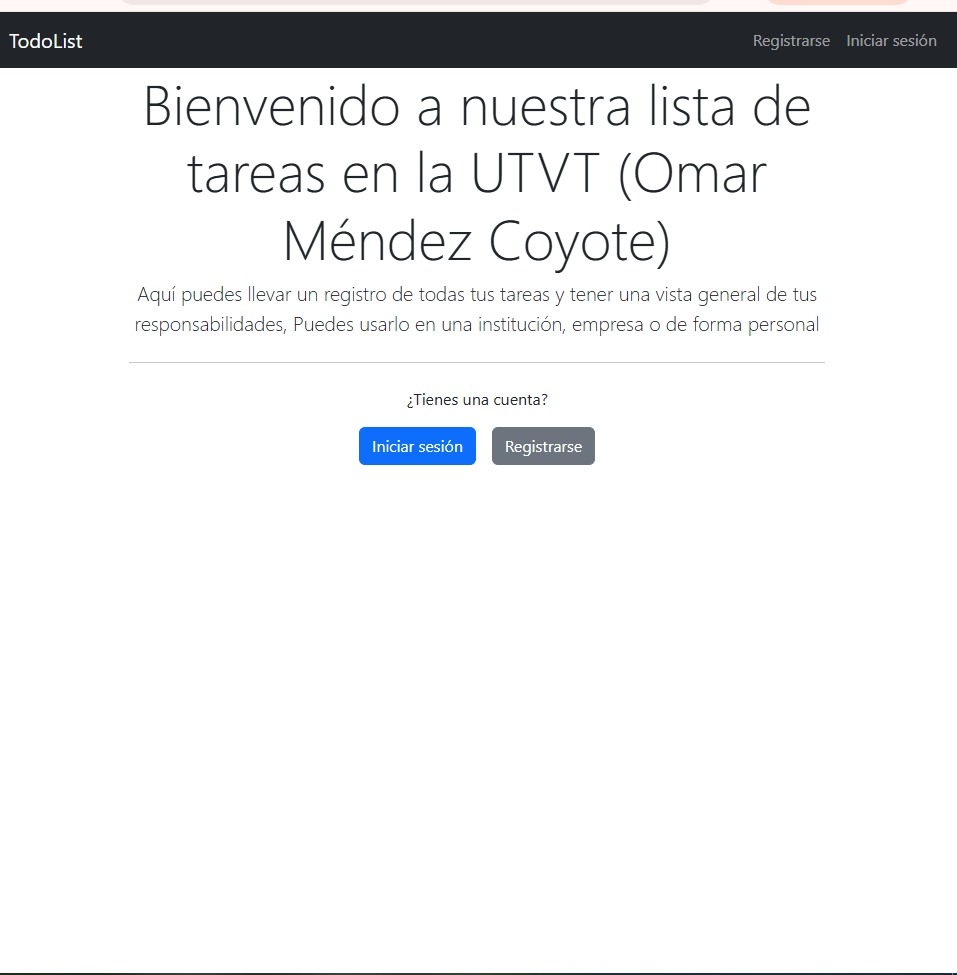 TodoList
Registrarse
Iniciar sesión
Bienvenido a nuestra lista de
tareas en la UTVT (Omar
Méndez Coyote)
Aquí puedes llevar un registro de todas tus tareas y tener una vista general de tus
responsabilidades, Puedes usarlo en una institución, empresa o de forma personal
¿Tienes una cuenta?
Iniciar sesión
Registrarse